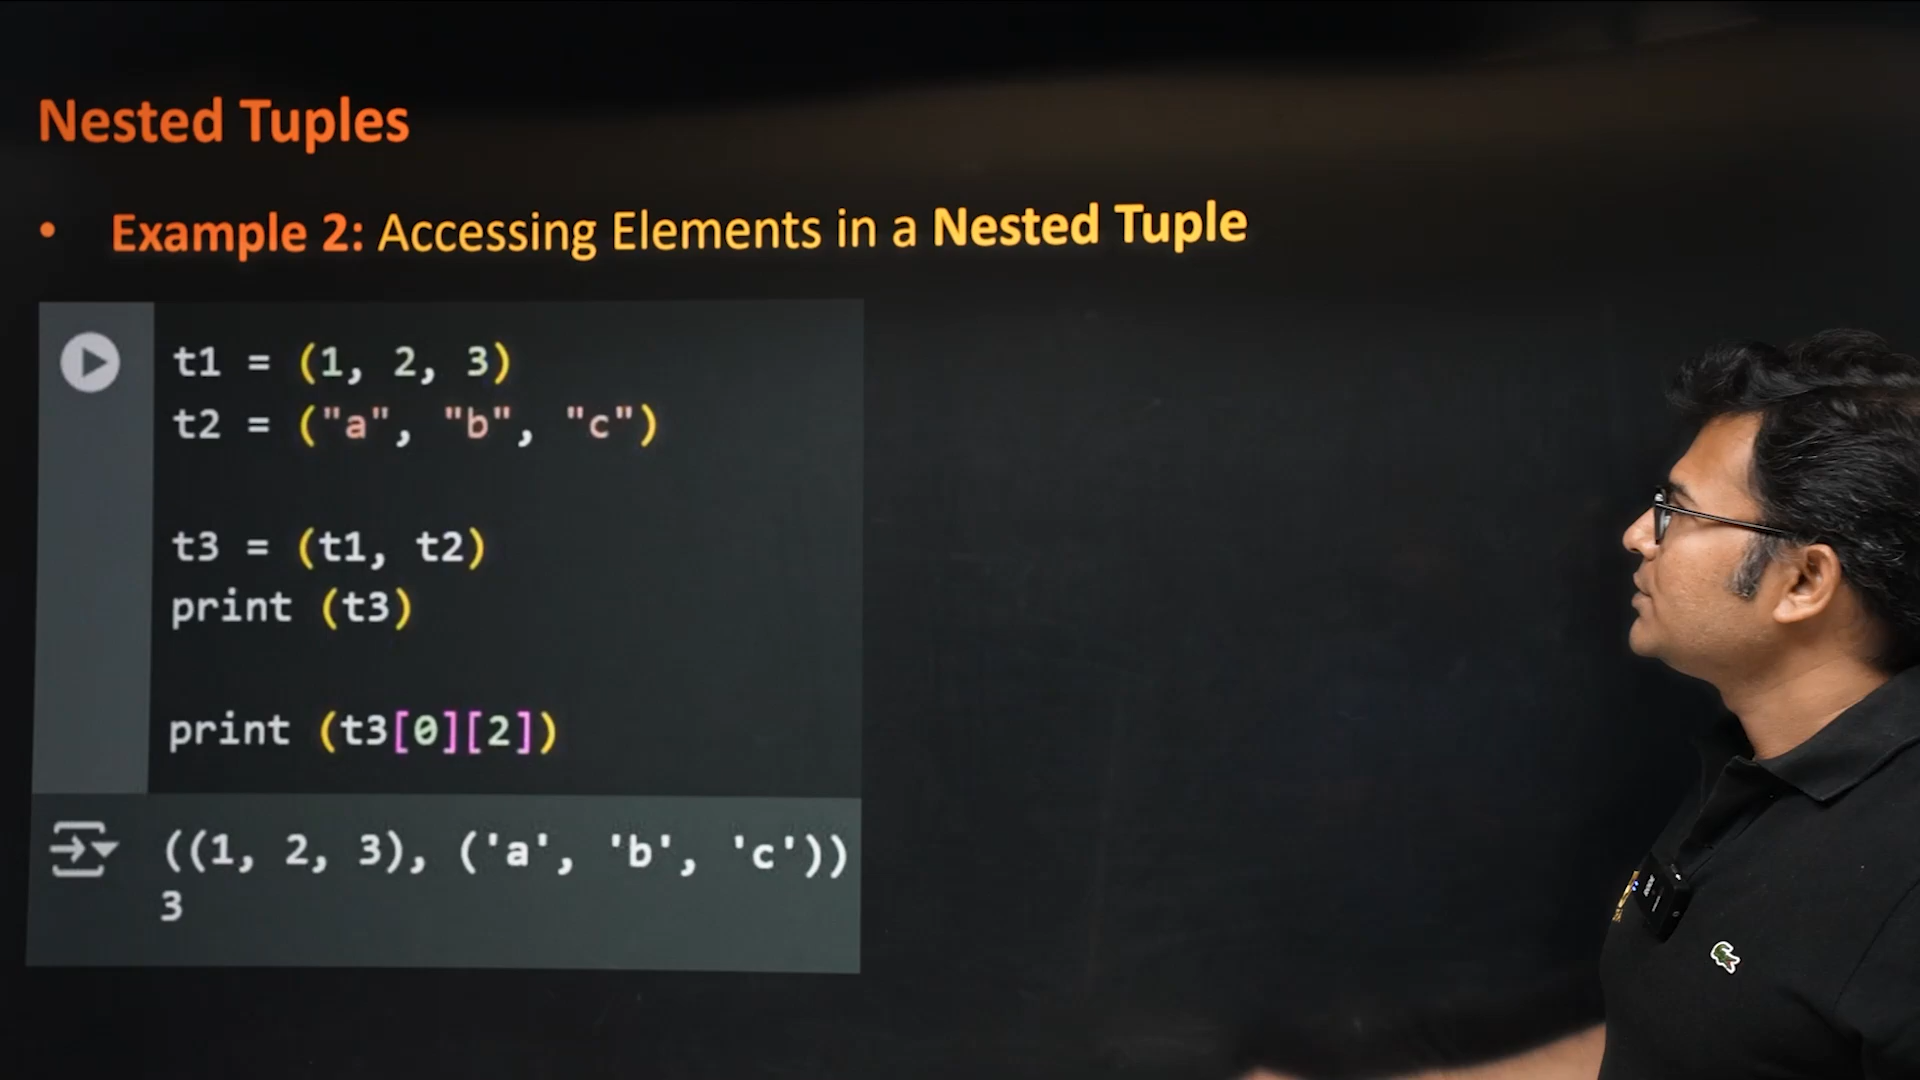 Nested Tuples
• Example 2: Accessing Elements in a Nested Tuple
t1 = (1, 2, 3)
t2 = ("a", "b", "c")
t3 = (t1, t2)
print (t3)
print (t3[0][2])
((1, 2, 3), ('a', 'b', 'c'))
3